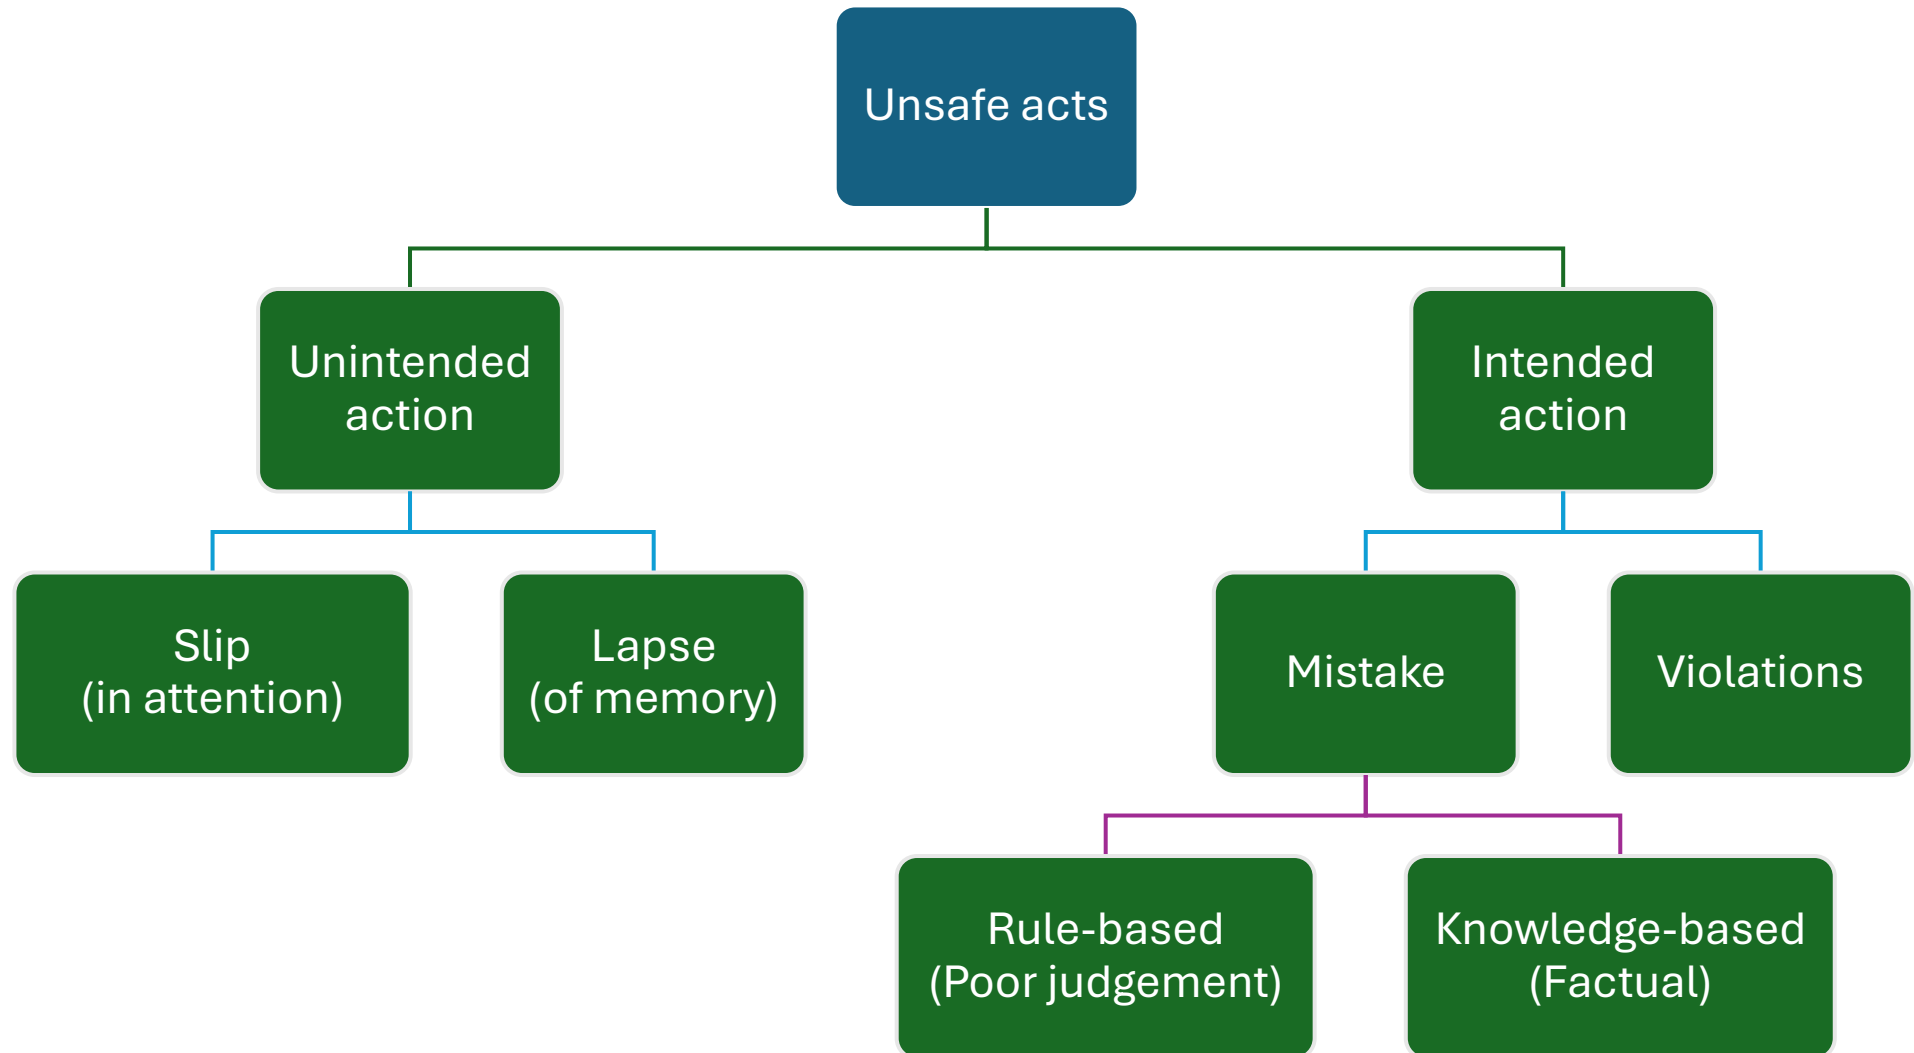 Unsafe acts
Unintended
action
Intended
action
Slip
(in attention)
Lapse
(of memory)
Mistake
Violations
Rule-based
(Poor judgement)
Knowledge-based
(Factual)